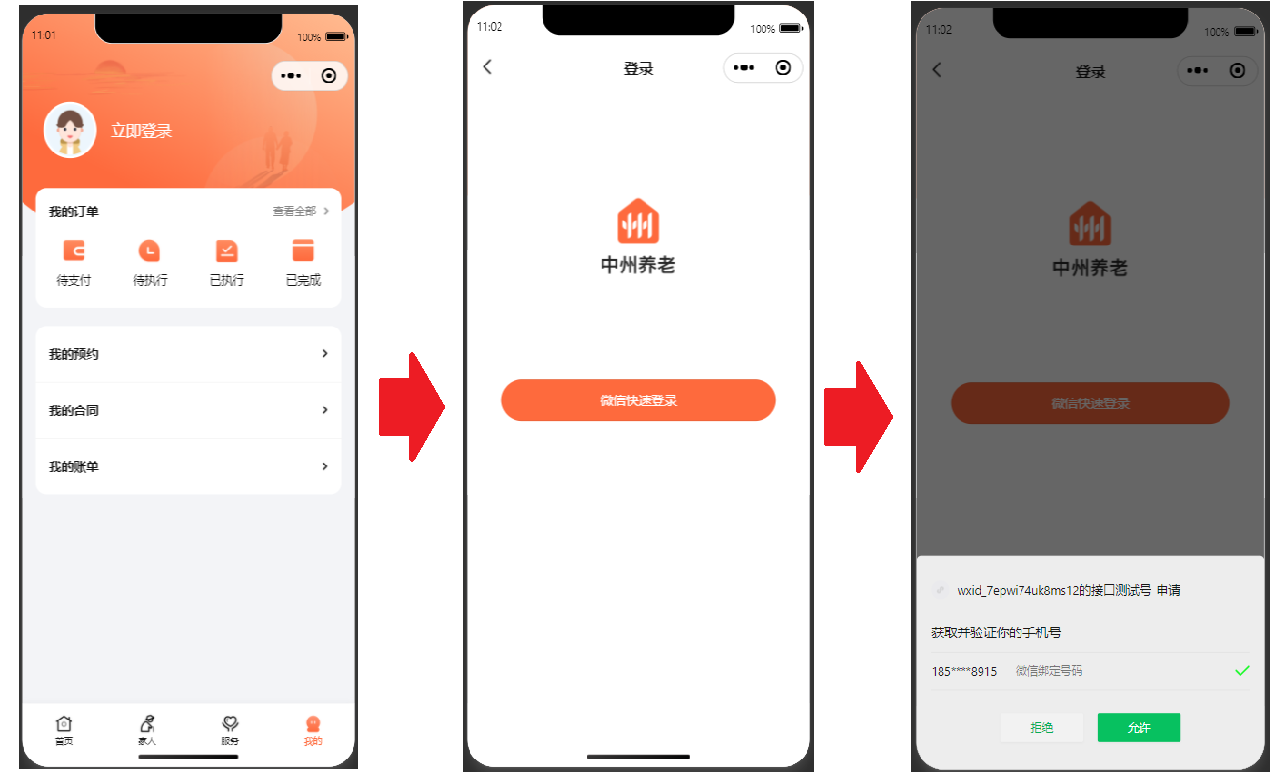 11:01
100%
立即登录
我的订单
查看全部
待支付 待执行 已执行 已完成
我的预约
我的合同
我的账单
首页 家人 服务 我的
11:02
100%
登录
中州养老
微信快速登录
11:02
100%
登录
中州养老
微信快速登录
wxid_7epwi74uk8ms12的接口测试号 申请
获取并验证你的手机号
185****8915 微信绑定号码
拒绝 允许